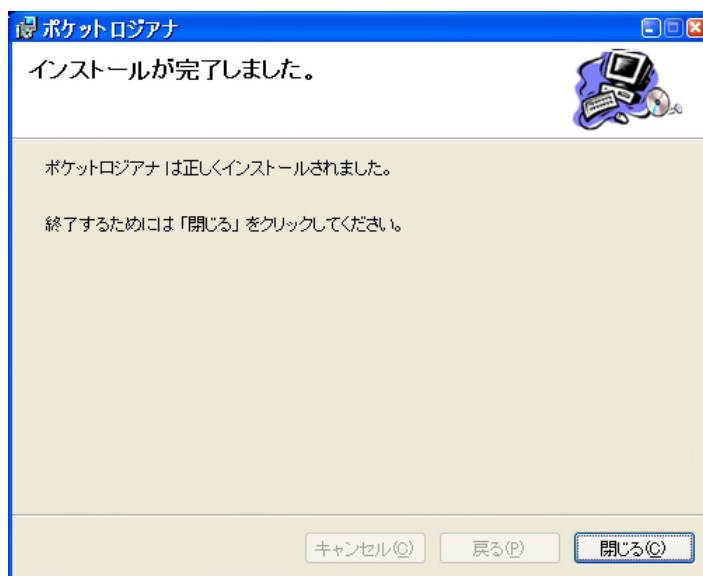 ポケットロジアナ
インストールが完了しました。
ポケットロジアナ は正しくインストールされました。
終了するためには「閉じる」をクリックしてください。
キャンセル(C)
戻る(P)
閉じる(C)